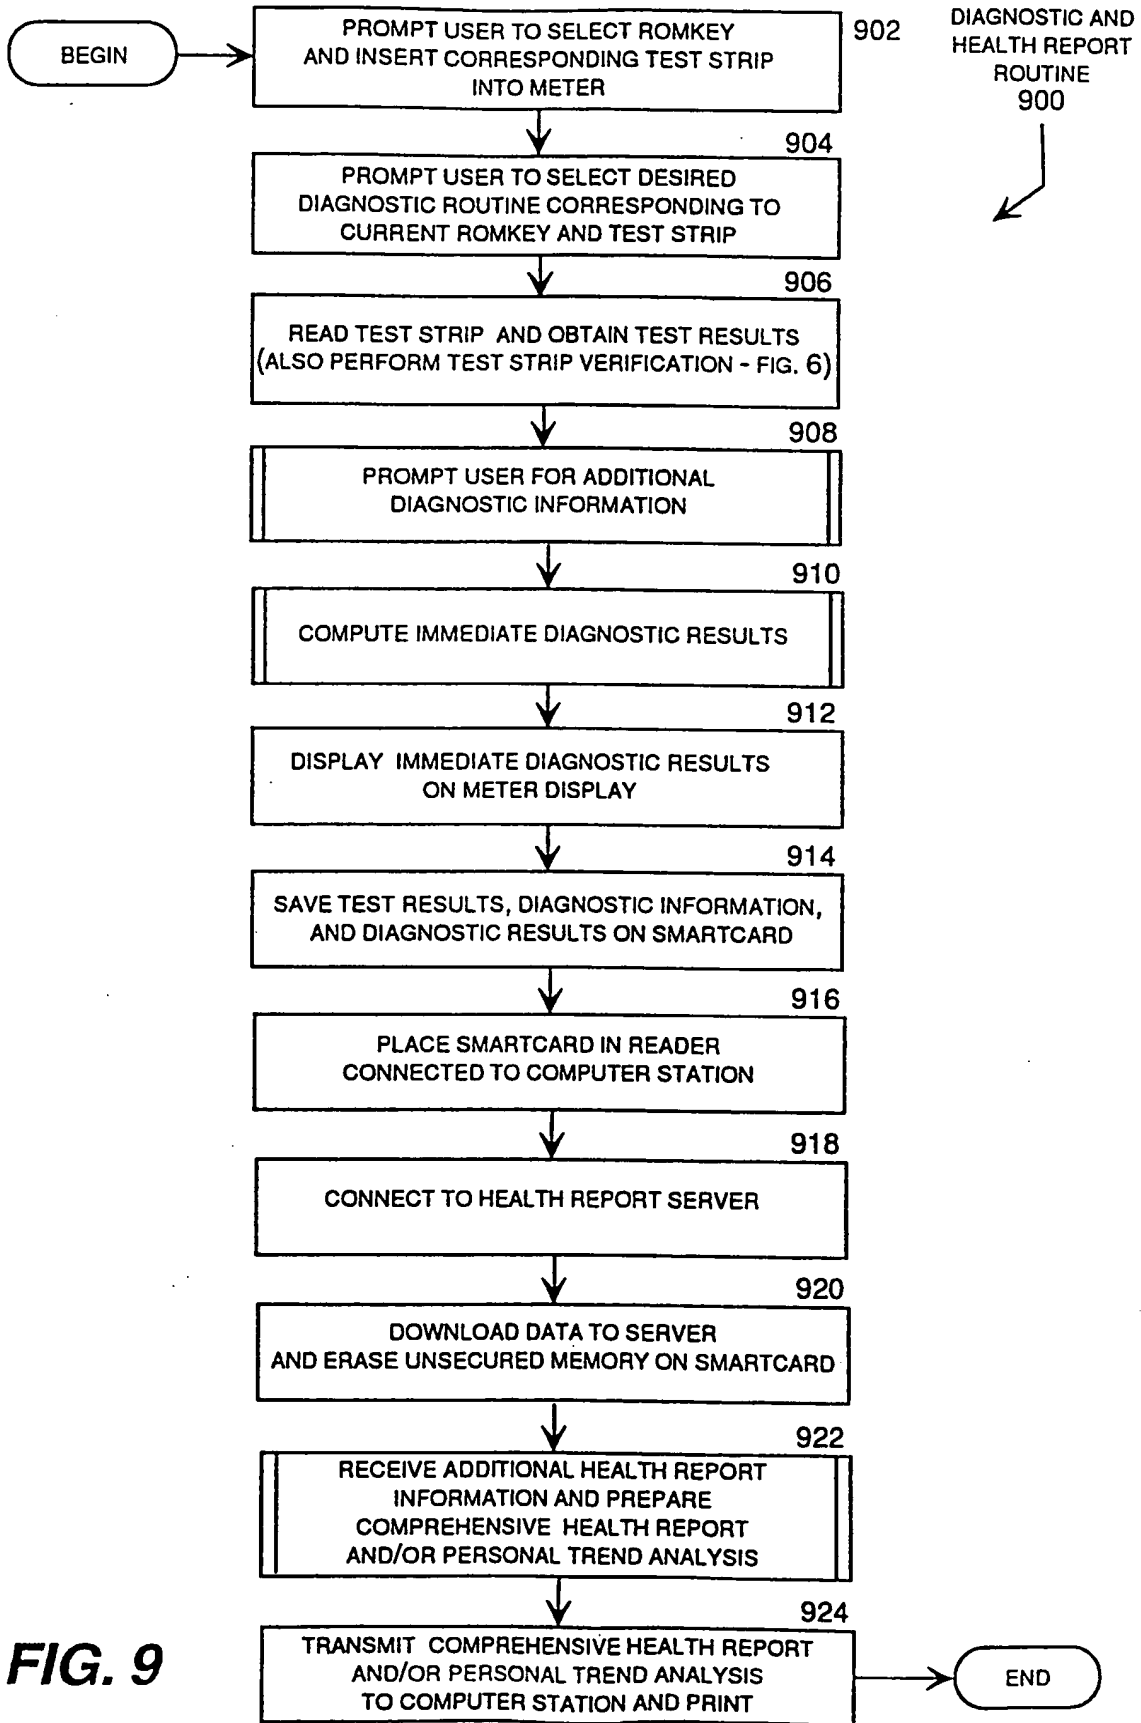 BEGIN
PROMPT USER TO SELECT ROMKEY
AND INSERT CORRESPONDING TEST STRIP
INTO METER
902
DIAGNOSTIC AND
HEALTH REPORT
ROUTINE
900
904
PROMPT USER TO SELECT DESIRED
DIAGNOSTIC ROUTINE CORRESPONDING TO
CURRENT ROMKEY AND TEST STRIP
906
READ TEST STRIP AND OBTAIN TEST RESULTS
(ALSO PERFORM TEST STRIP VERIFICATION - FIG. 6)
908
PROMPT USER FOR ADDITIONAL
DIAGNOSTIC INFORMATION
910
COMPUTE IMMEDIATE DIAGNOSTIC RESULTS
912
DISPLAY IMMEDIATE DIAGNOSTIC RESULTS
ON METER DISPLAY
914
SAVE TEST RESULTS, DIAGNOSTIC INFORMATION,
AND DIAGNOSTIC RESULTS ON SMARTCARD
916
PLACE SMARTCARD IN READER
CONNECTED TO COMPUTER STATION
918
CONNECT TO HEALTH REPORT SERVER
920
DOWNLOAD DATA TO SERVER
AND ERASE UNSECURED MEMORY ON SMARTCARD
922
RECEIVE ADDITIONAL HEALTH REPORT
INFORMATION AND PREPARE
COMPREHENSIVE HEALTH REPORT
AND/OR PERSONAL TREND ANALYSIS
924
TRANSMIT COMPREHENSIVE HEALTH REPORT
AND/OR PERSONAL TREND ANALYSIS
TO COMPUTER STATION AND PRINT
END
FIG. 9